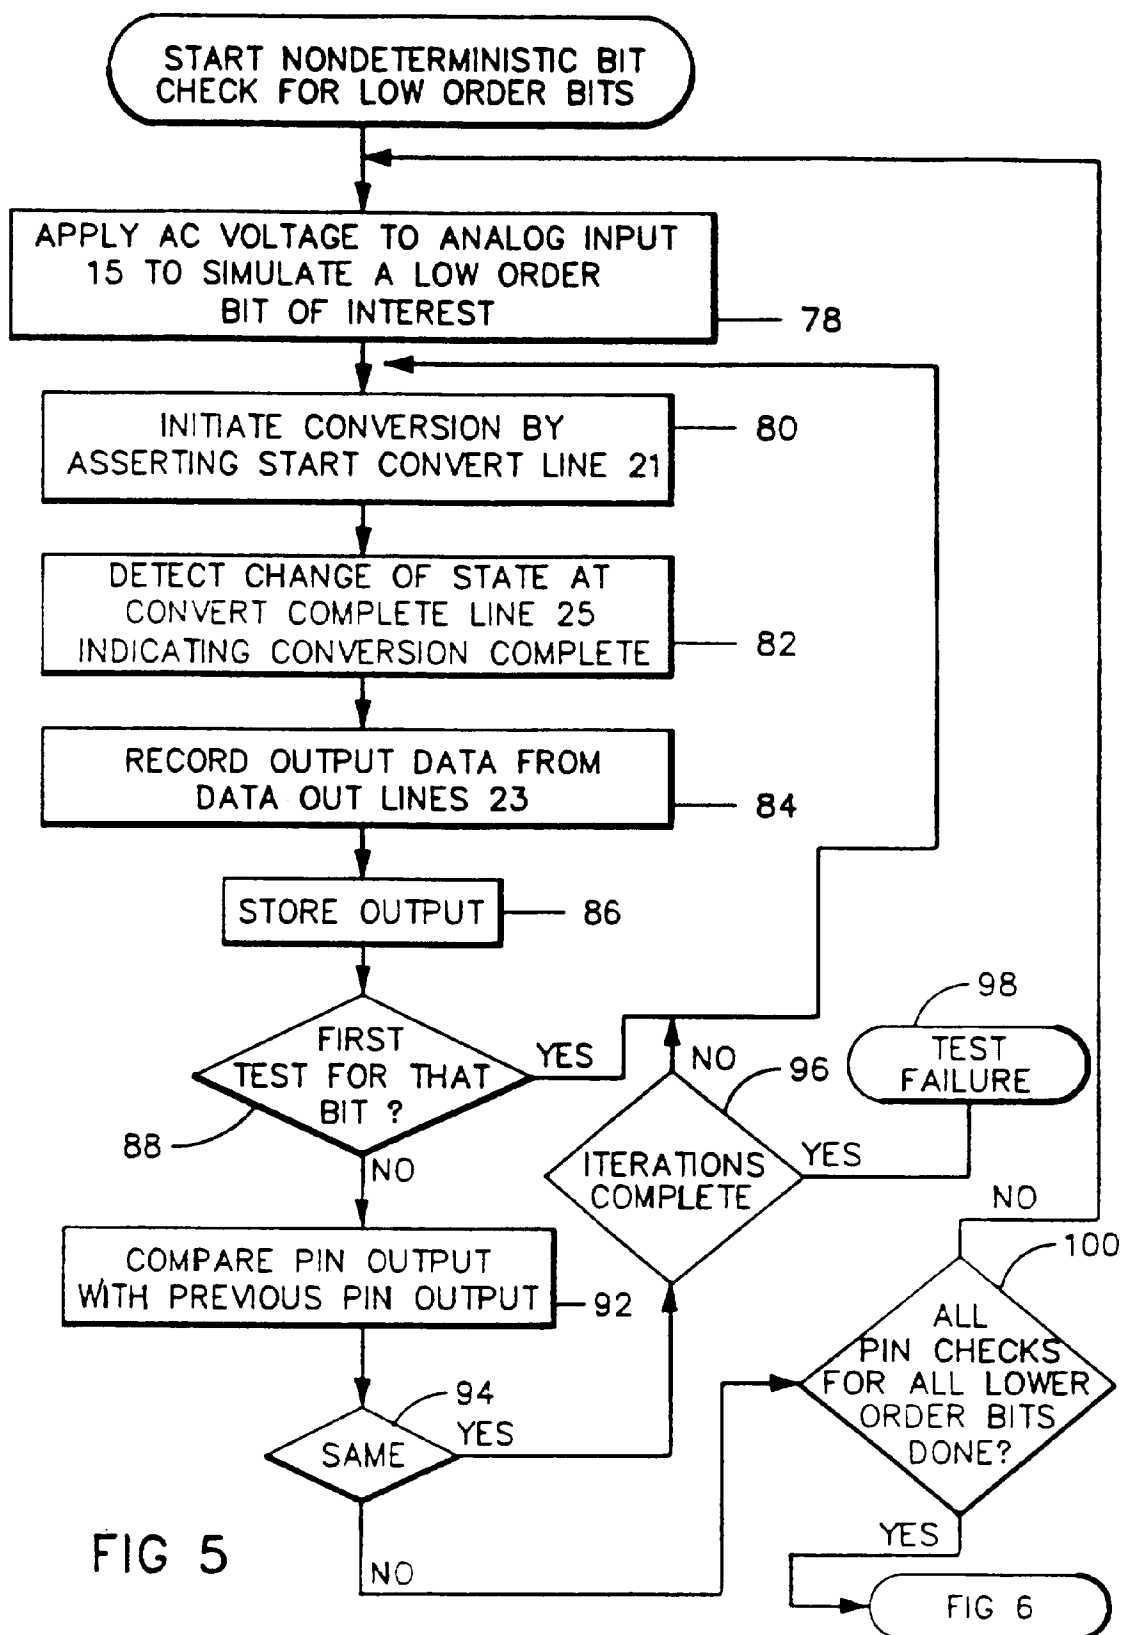 START NONDETERMINISTIC BIT
CHECK FOR LOW ORDER BITS
APPLY AC VOLTAGE TO ANALOG INPUT
15 TO SIMULATE A LOW ORDER
BIT OF INTEREST
78
INITIATE CONVERSION BY
ASSERTING START CONVERT LINE 21
80
DETECT CHANGE OF STATE AT
CONVERT COMPLETE LINE 25
INDICATING CONVERSION COMPLETE
82
RECORD OUTPUT DATA FROM
DATA OUT LINES 23
84
STORE OUTPUT
86
FIRST
TEST FOR THAT
BIT ?
88
YES
NO
NO
96
ITERATIONS
COMPLETE
YES
98
TEST
FAILURE
COMPARE PIN OUTPUT
WITH PREVIOUS PIN OUTPUT
92
94
SAME
YES
NO
NO
100
ALL
PIN CHECKS
FOR ALL LOWER
ORDER BITS
DONE?
YES
FIG 6
FIG 5